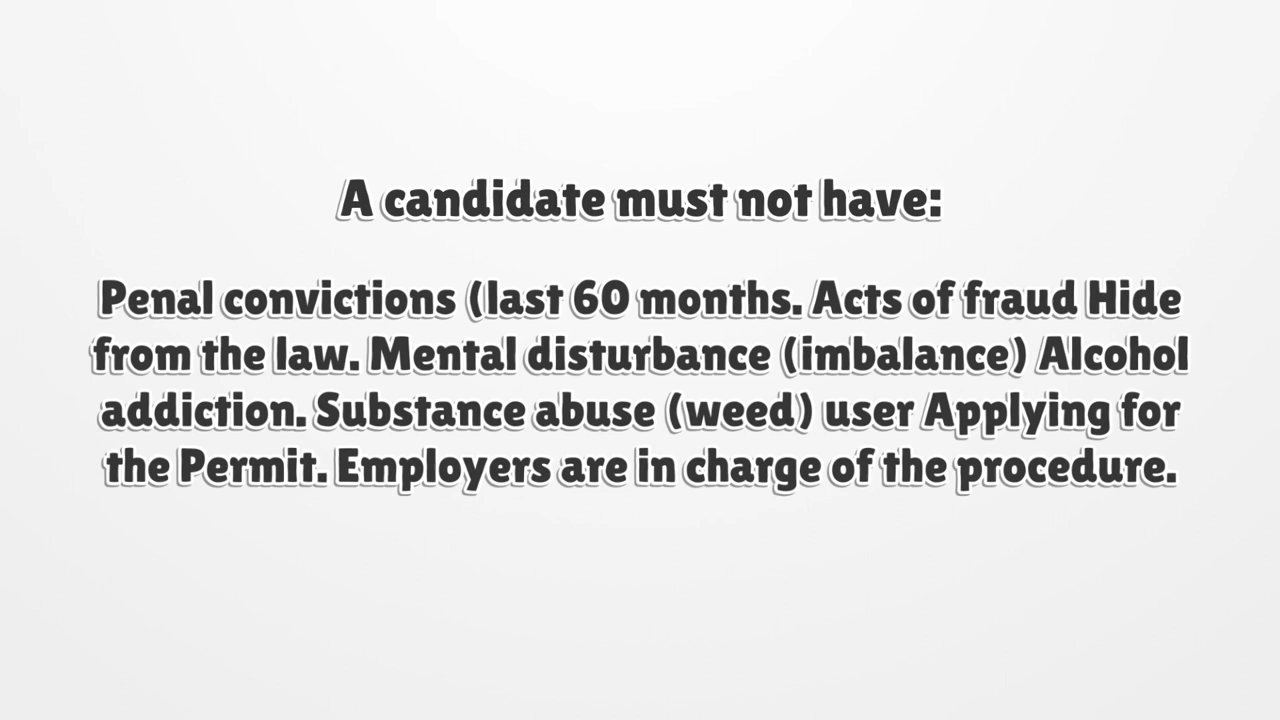 A candidate must not have:
Penal convictions (last 60 months. Acts of fraud Hide
from the law. Mental disturbance (imbalance) Alcohol
addiction. Substance abuse (weed) user Applying for
the Permit. Employers are in charge of the procedure.